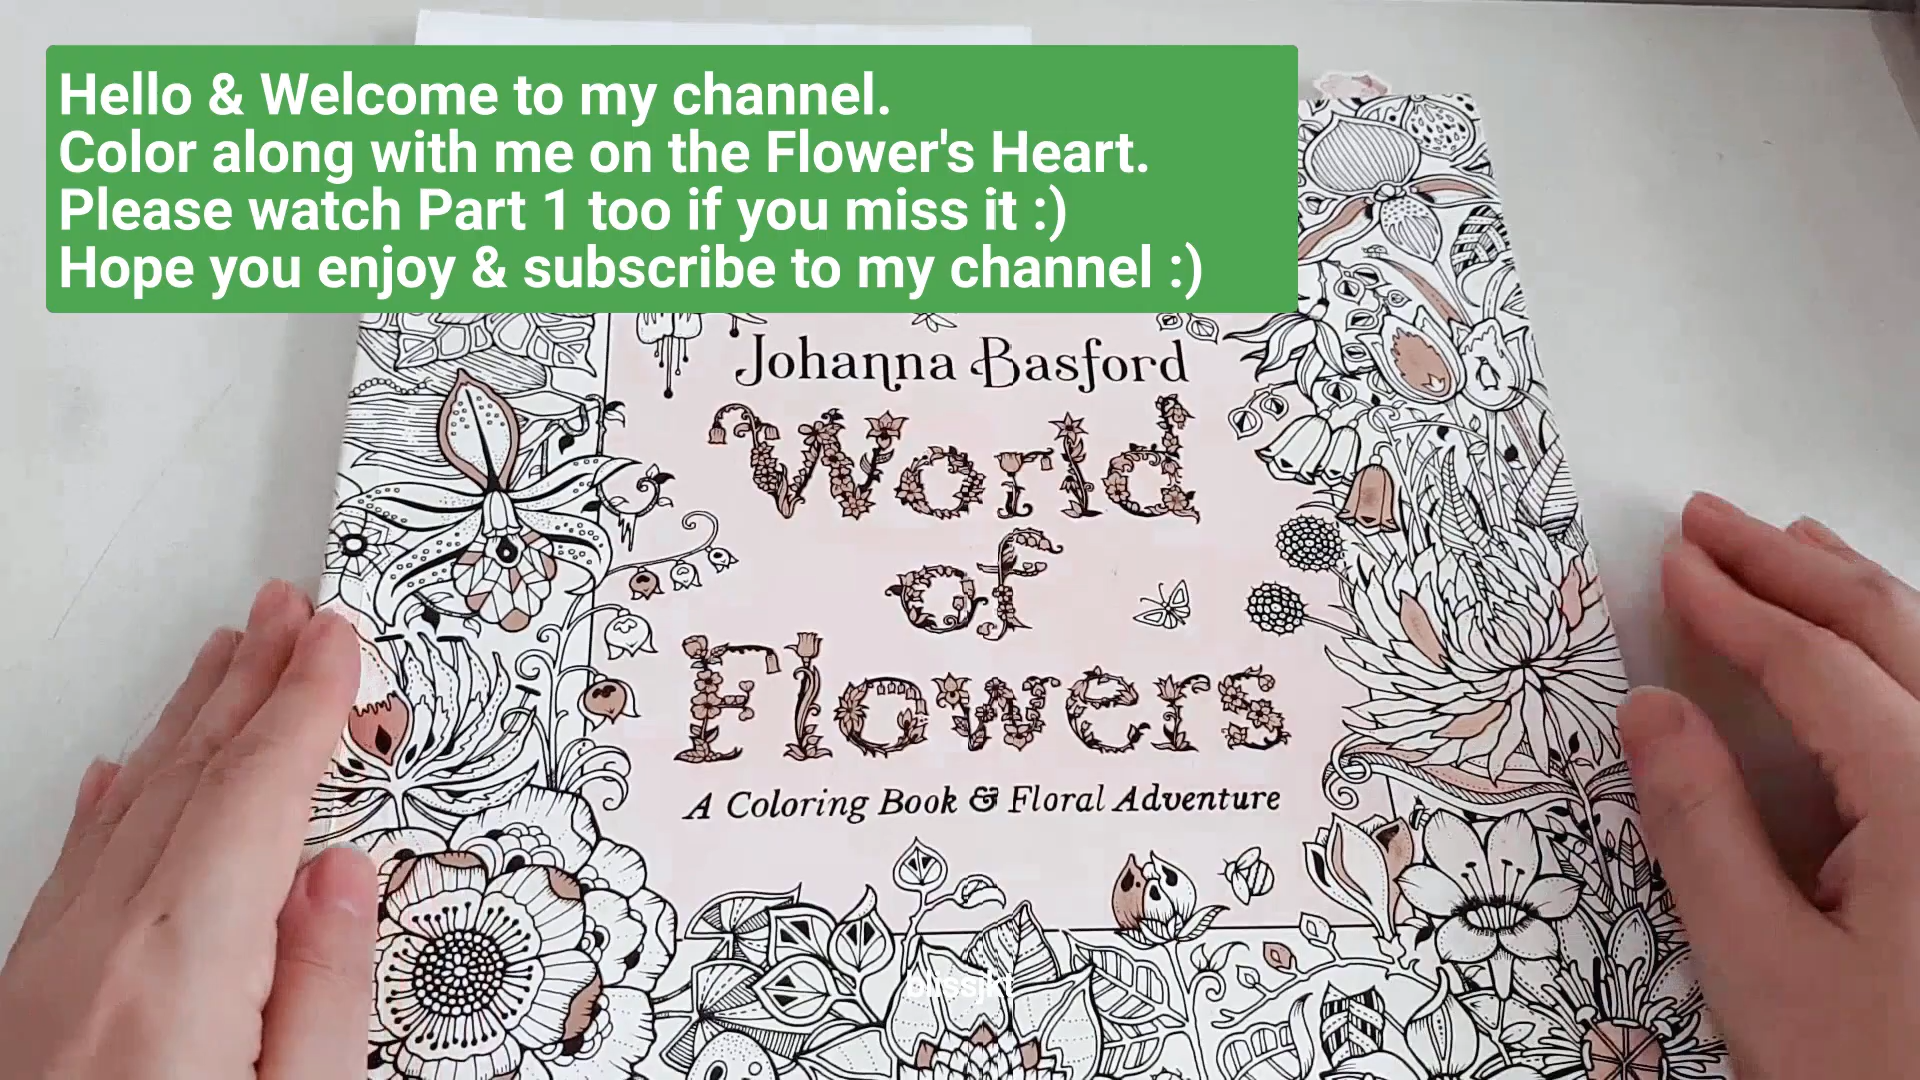 Hello & Welcome to my channel.
Color along with me on the Flower's Heart.
Please watch Part 1 too if you miss it :)
Hope you enjoy & subscribe to my channel :)
Johanna Basford
World
of
Flowers
A Coloring Book & Floral Adventure
blissjkt